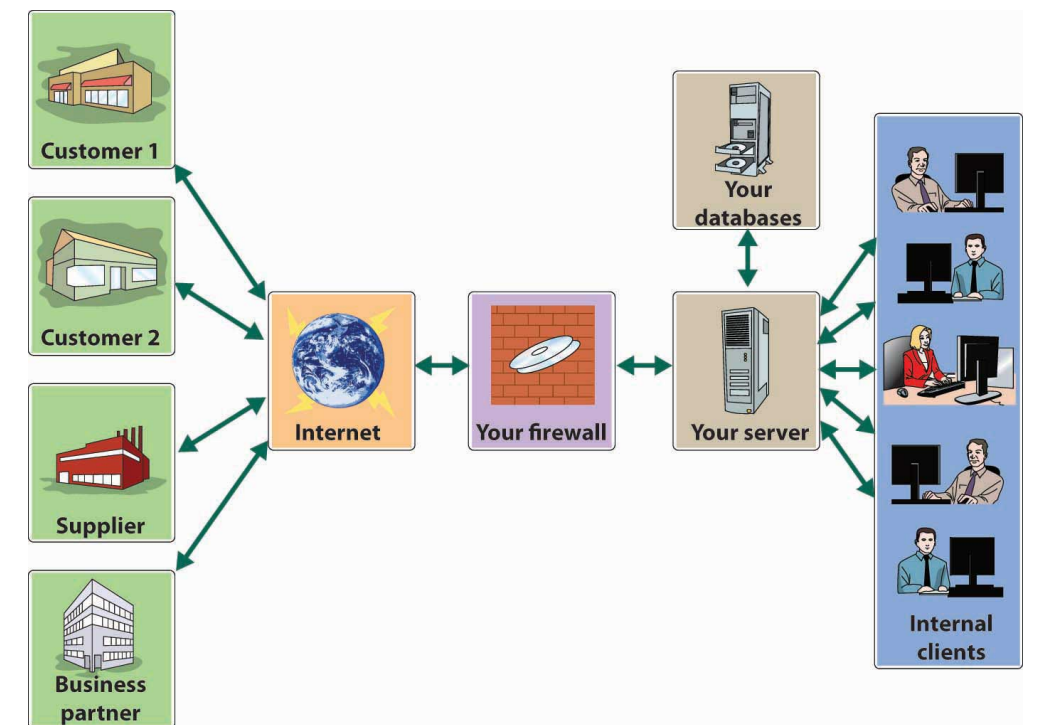 Customer 1
Customer 2
Supplier
Business
partner
Internet
Your firewall
Your
databases
Your server
Internal
clients